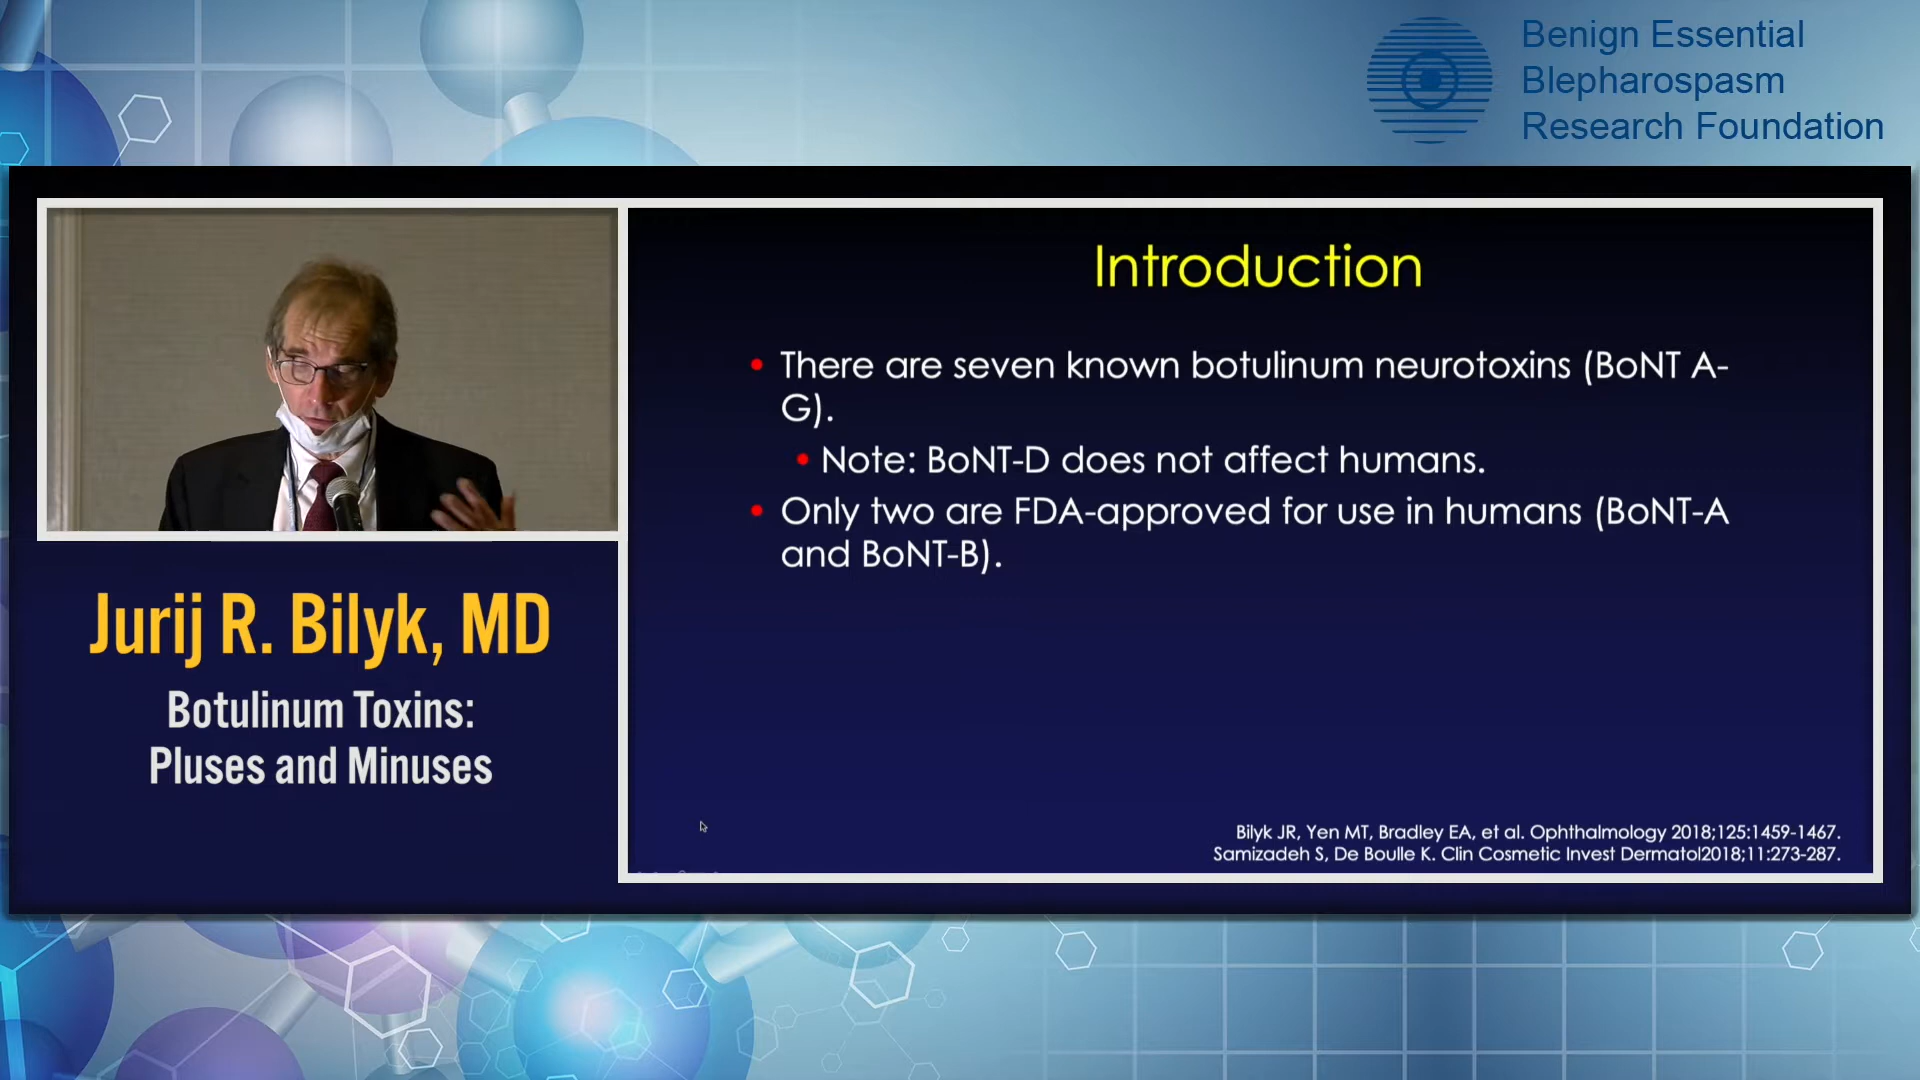 Benign Essential
Blepharospasm
Research Foundation
Introduction
• There are seven known botulinum neurotoxins (BoNT A-
G).
• Note: BoNT-D does not affect humans.
• Only two are FDA-approved for use in humans (BoNT-A
and BoNT-B).
Bilyk JR, Yen MT, Bradley EA, et al. Ophthalmology 2018;125:1459-1467.
Samizadeh S, De Boulle K. Clin Cosmetic Invest Dermatol2018;11:273-287.
Jurij R. Bilyk, MD
Botulinum Toxins:
Pluses and Minuses